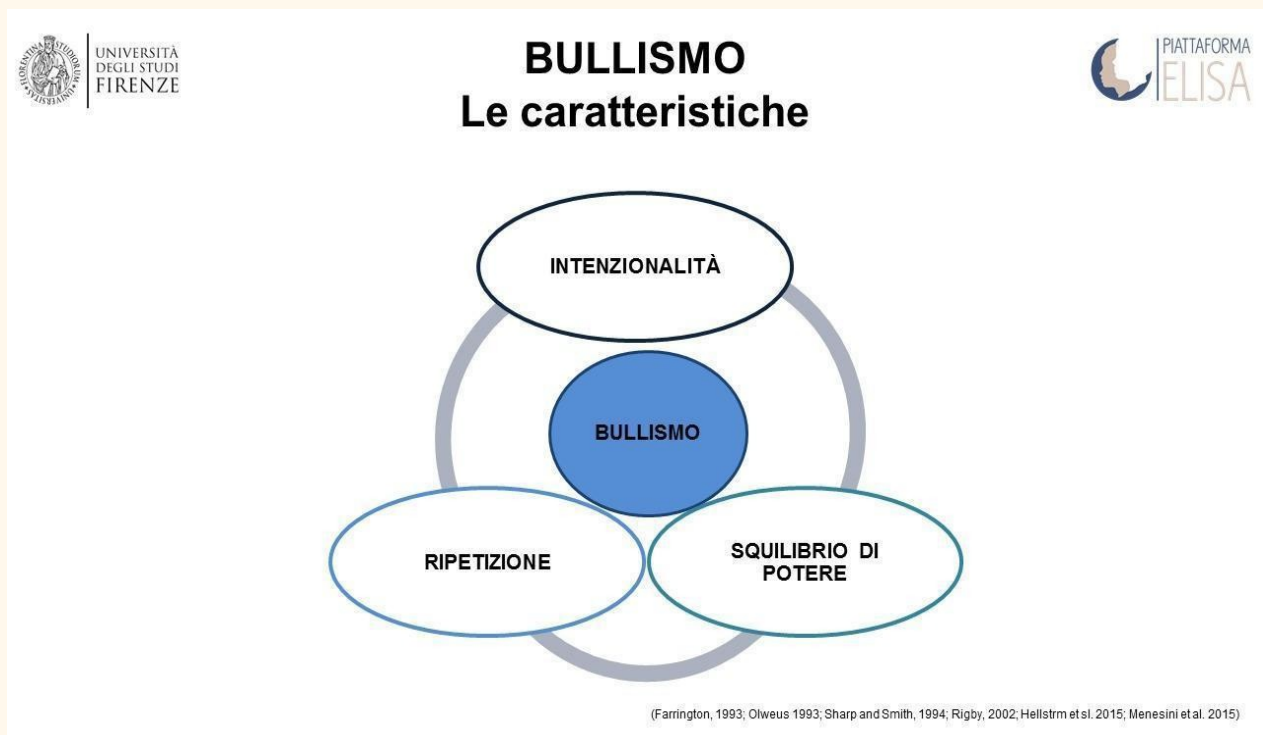 UNIVERSITÀ
DEGLI STUDI
FIRENZE
BULLISMO
Le caratteristiche
PIATTAFORMA
ELISA
INTENZIONALITÀ
BULLISMO
RIPETIZIONE
SQUILIBRIO DI
POTERE
(Farrington, 1993; Olweus 1993; Sharp and Smith, 1994; Rigby, 2002; Hellstrm et sl. 2015; Menesini et al. 2015)